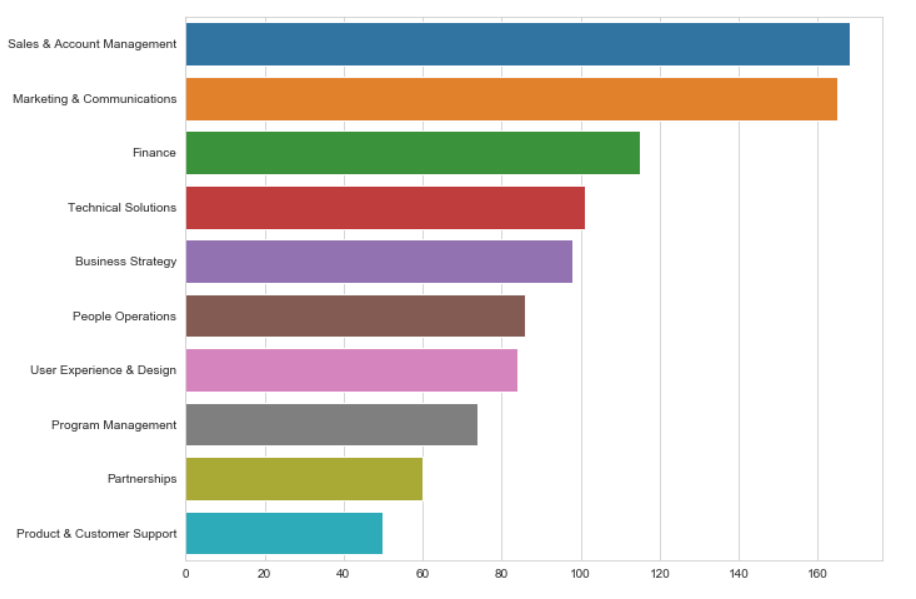 Sales & Account Management
Marketing & Communications
Finance
Technical Solutions
Business Strategy
People Operations
User Experience & Design
Program Management
Partnerships
Product & Customer Support
0 20 40 60 80 100 120 140 160